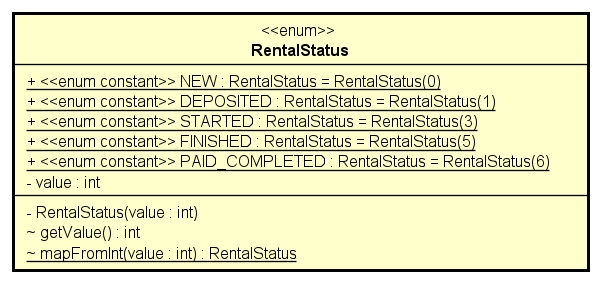 <<enum>>
RentalStatus
+ <<enum constant>> NEW : RentalStatus = RentalStatus(0)
+ <<enum constant>> DEPOSITED : RentalStatus = RentalStatus(1)
+ <<enum constant>> STARTED : RentalStatus = RentalStatus(3)
+ <<enum constant>> FINISHED : RentalStatus = RentalStatus(5)
+ <<enum constant>> PAID_COMPLETED : RentalStatus = RentalStatus(6)
- value : int
- RentalStatus(value : int)
~ getValue() : int
~ mapFromInt(value : int) : RentalStatus